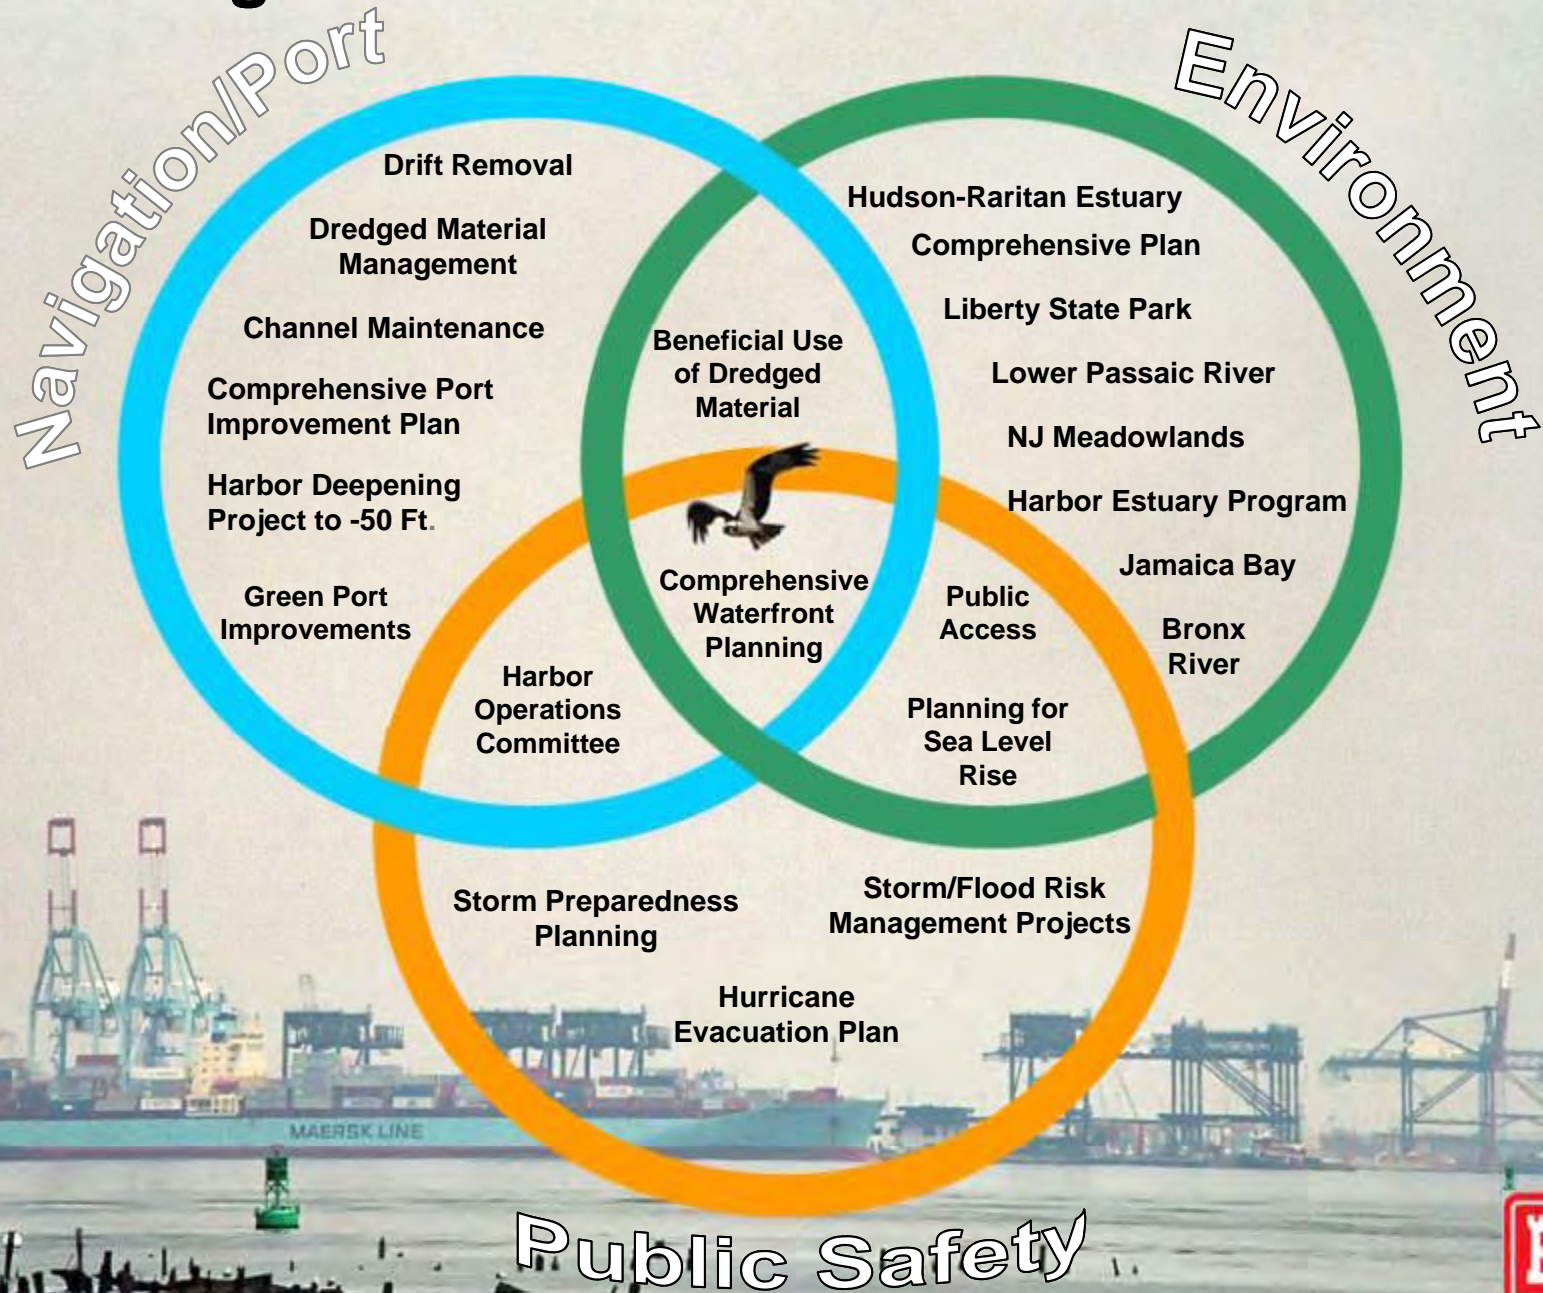 Navigation/Port
Environment
Drift Removal
Dredged Material
Management
Channel Maintenance
Comprehensive Port
Improvement Plan
Harbor Deepening
Project to -50 Ft.
Green Port
Improvements
Beneficial Use
of Dredged
Material
Hudson-Raritan Estuary
Comprehensive Plan
Liberty State Park
Lower Passaic River
NJ Meadowlands
Harbor Estuary Program
Jamaica Bay
Bronx
River
Comprehensive
Waterfront
Planning
Public
Access
Planning for
Sea Level
Rise
Harbor
Operations
Committee
Storm Preparedness
Planning
Storm/Flood Risk
Management Projects
Hurricane
Evacuation Plan
MAERSK LINE
Public Safety